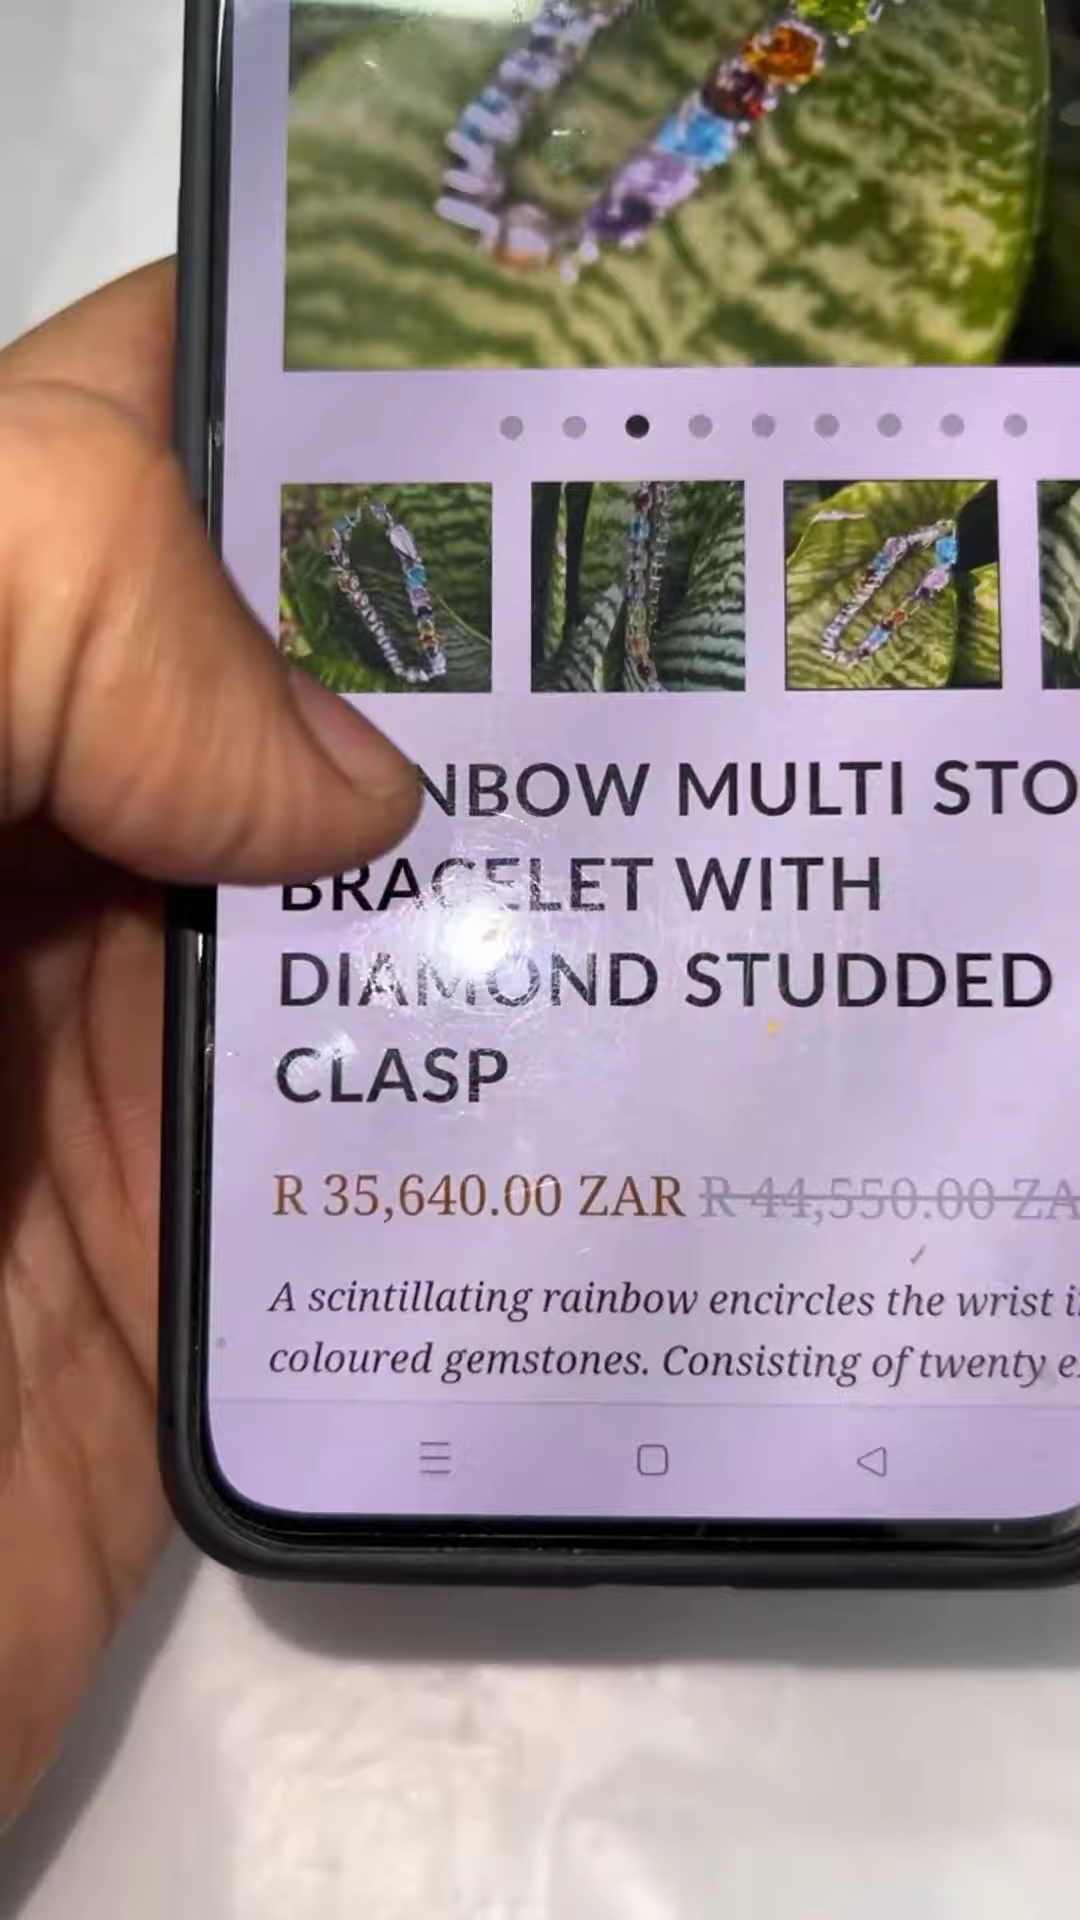 NBOW MULTI STO
BRACELET WITH
DIAMOND STUDDED
CLASP
R 35,640.00 ZAR R 44,550.00 ZA
A scintillating rainbow encircles the wrist i
coloured gemstones. Consisting of twenty e